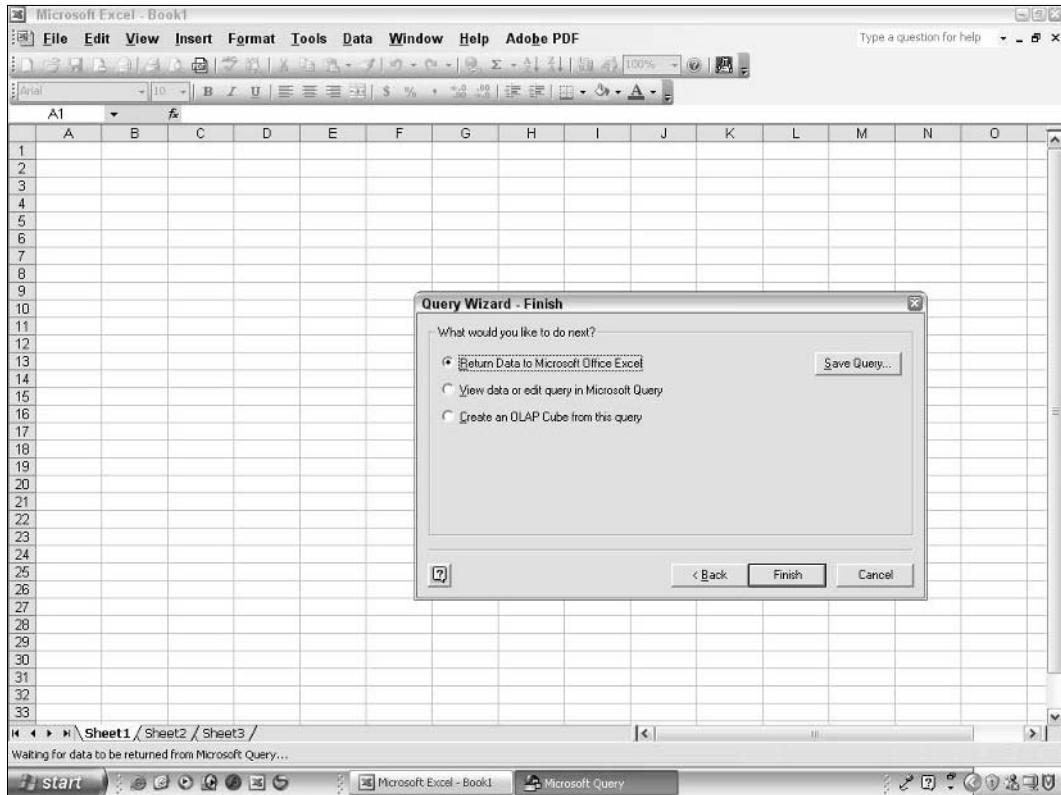 Microsoft Excel - Book1
File Edit View Insert Format Tools Data Window Help Adobe PDF Type a question for help
100%
Arial 10 B I U $ % , A
A1 fx
A B C D E F G H I J K L M N O
1
2
3
4
5
6
7
8
9
10
11
12
13
14
15
16
17
18
19
20
21
22
23
24
25
26
27
28
29
30
31
32
33
Query Wizard - Finish
What would you like to do next?
Return Data to Microsoft Office Excel
Save Query...
View data or edit query in Microsoft Query
Create an OLAP Cube from this query
< Back Finish Cancel
Sheet1 / Sheet2 / Sheet3 /
Waiting for data to be returned from Microsoft Query...
start Microsoft Excel - Book1 Microsoft Query